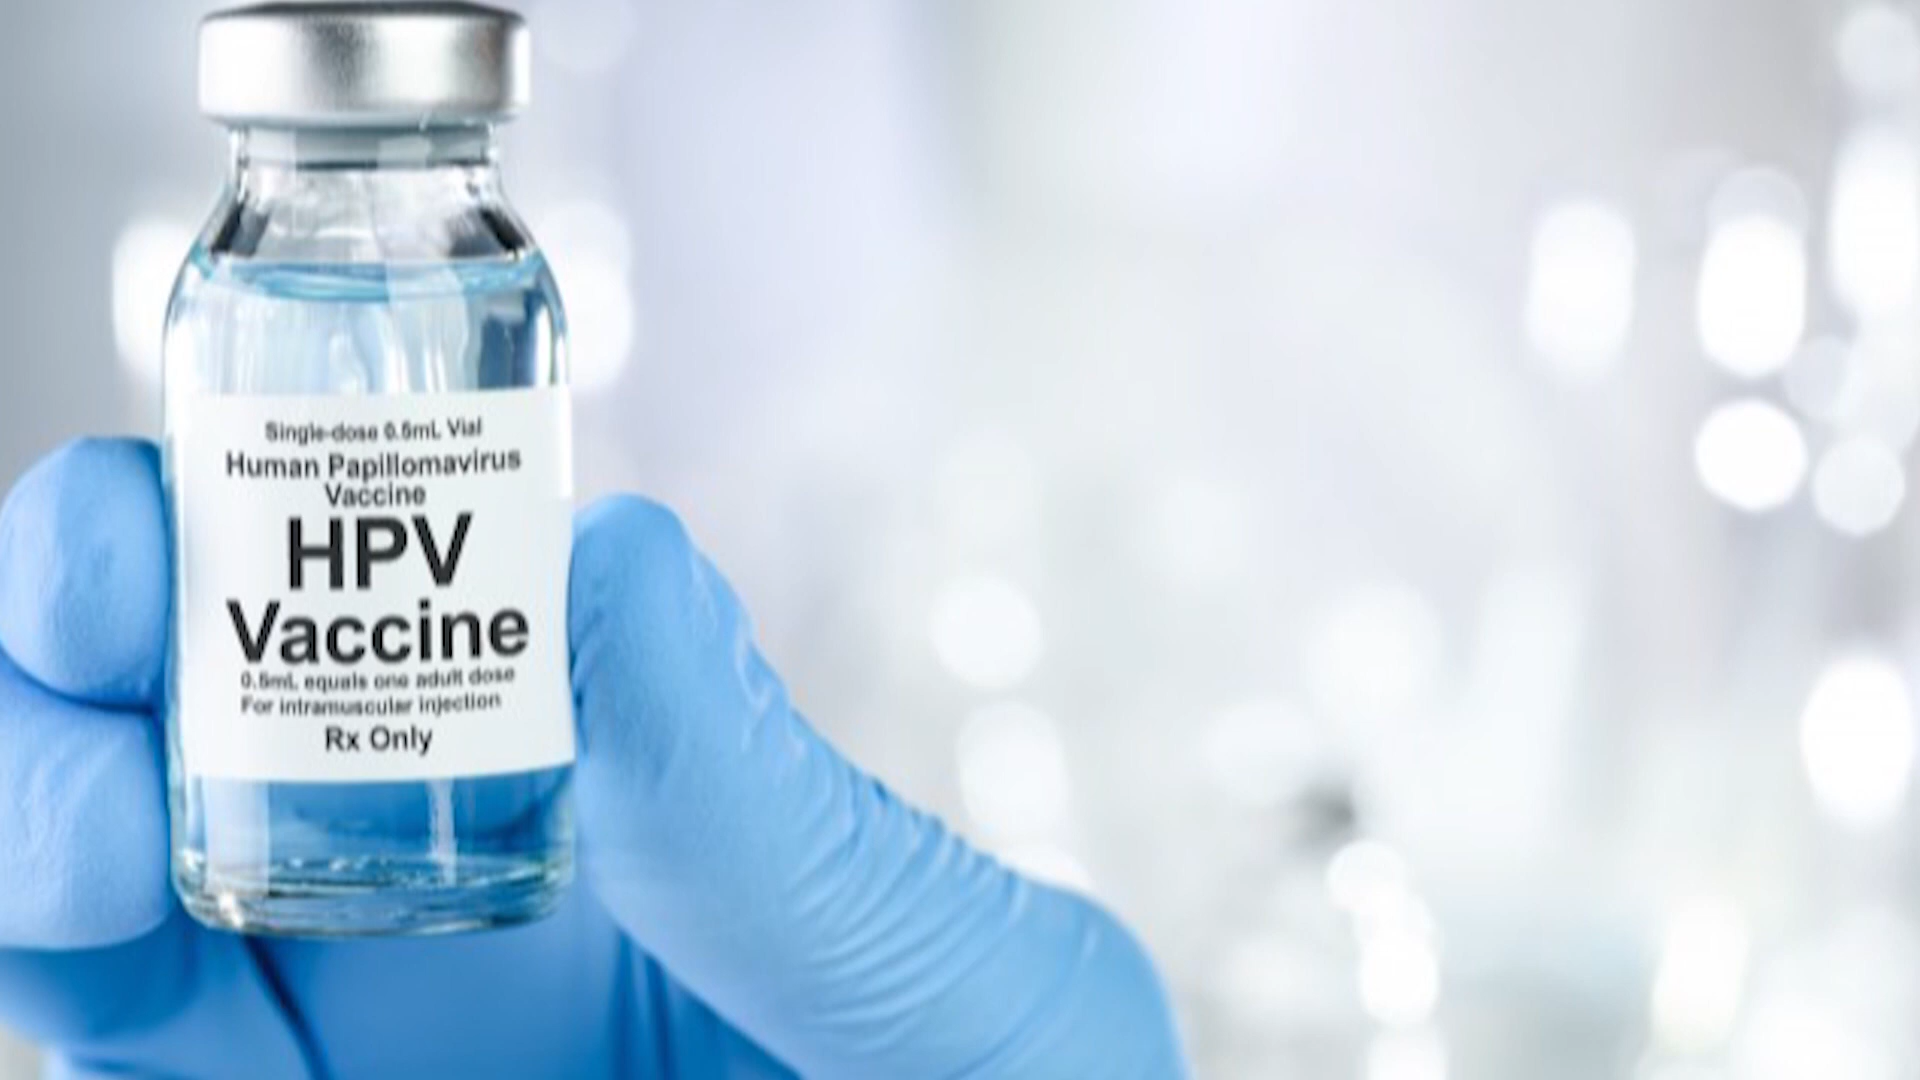 Single-dose 0.5mL Vial
Human Papillomavirus
Vaccine
HPV
Vaccine
0.5mL equals one adult dose
For intramuscular injection
Rx Only